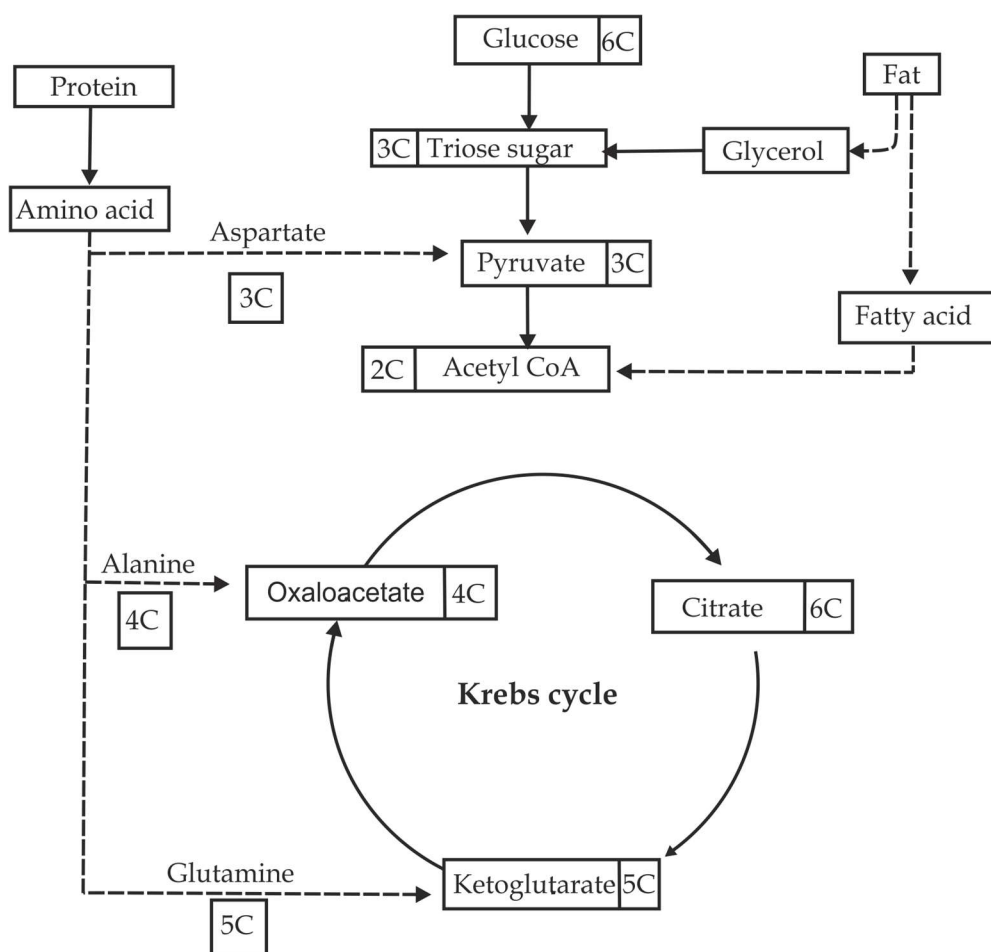 Glucose 6C
Protein
Fat
3C Triose sugar
Glycerol
Amino acid
Aspartate
3C
Pyruvate 3C
Fatty acid
2C Acetyl CoA
Alanine
4C
Oxaloacetate 4C
Citrate 6C
Krebs cycle
Glutamine
5C
Ketoglutarate 5C